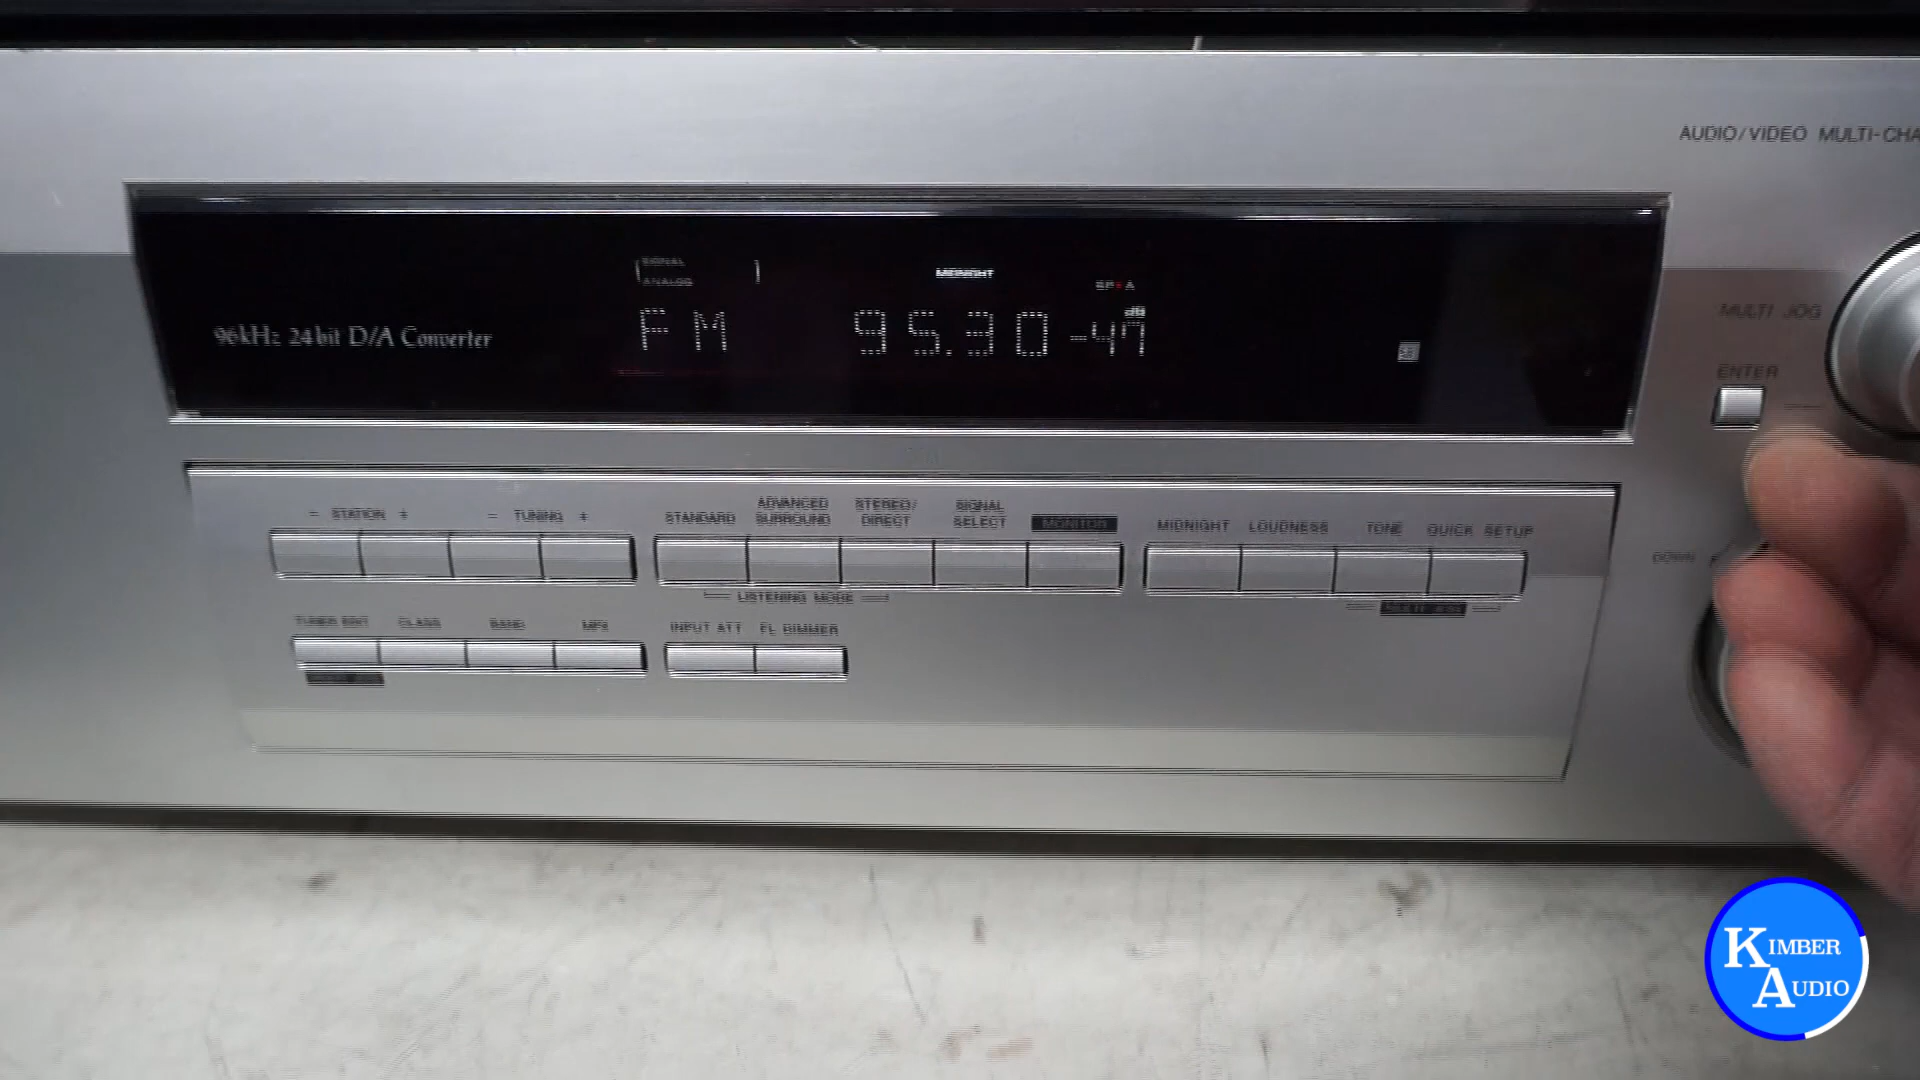 AUDIO/VIDEO MULTI-CHA
SIGNAL
ANALOG
MIDNIGHT
SP▸A
FM 95.30 -47 dB
96kHz 24bit D/A Converter
MULTI JOG
ENTER
- STATION +
- TUNING +
STANDARD
ADVANCED
SURROUND
STEREO/
DIRECT
SIGNAL
SELECT
MONITOR
MIDNIGHT
LOUDNESS
TONE
QUICK SETUP
DOWN
LISTENING MODE
MULTI JOG
TUNER EDIT
CLASS
BAND
MPX
INPUT ATT
FL DIMMER
KIMBER
AUDIO